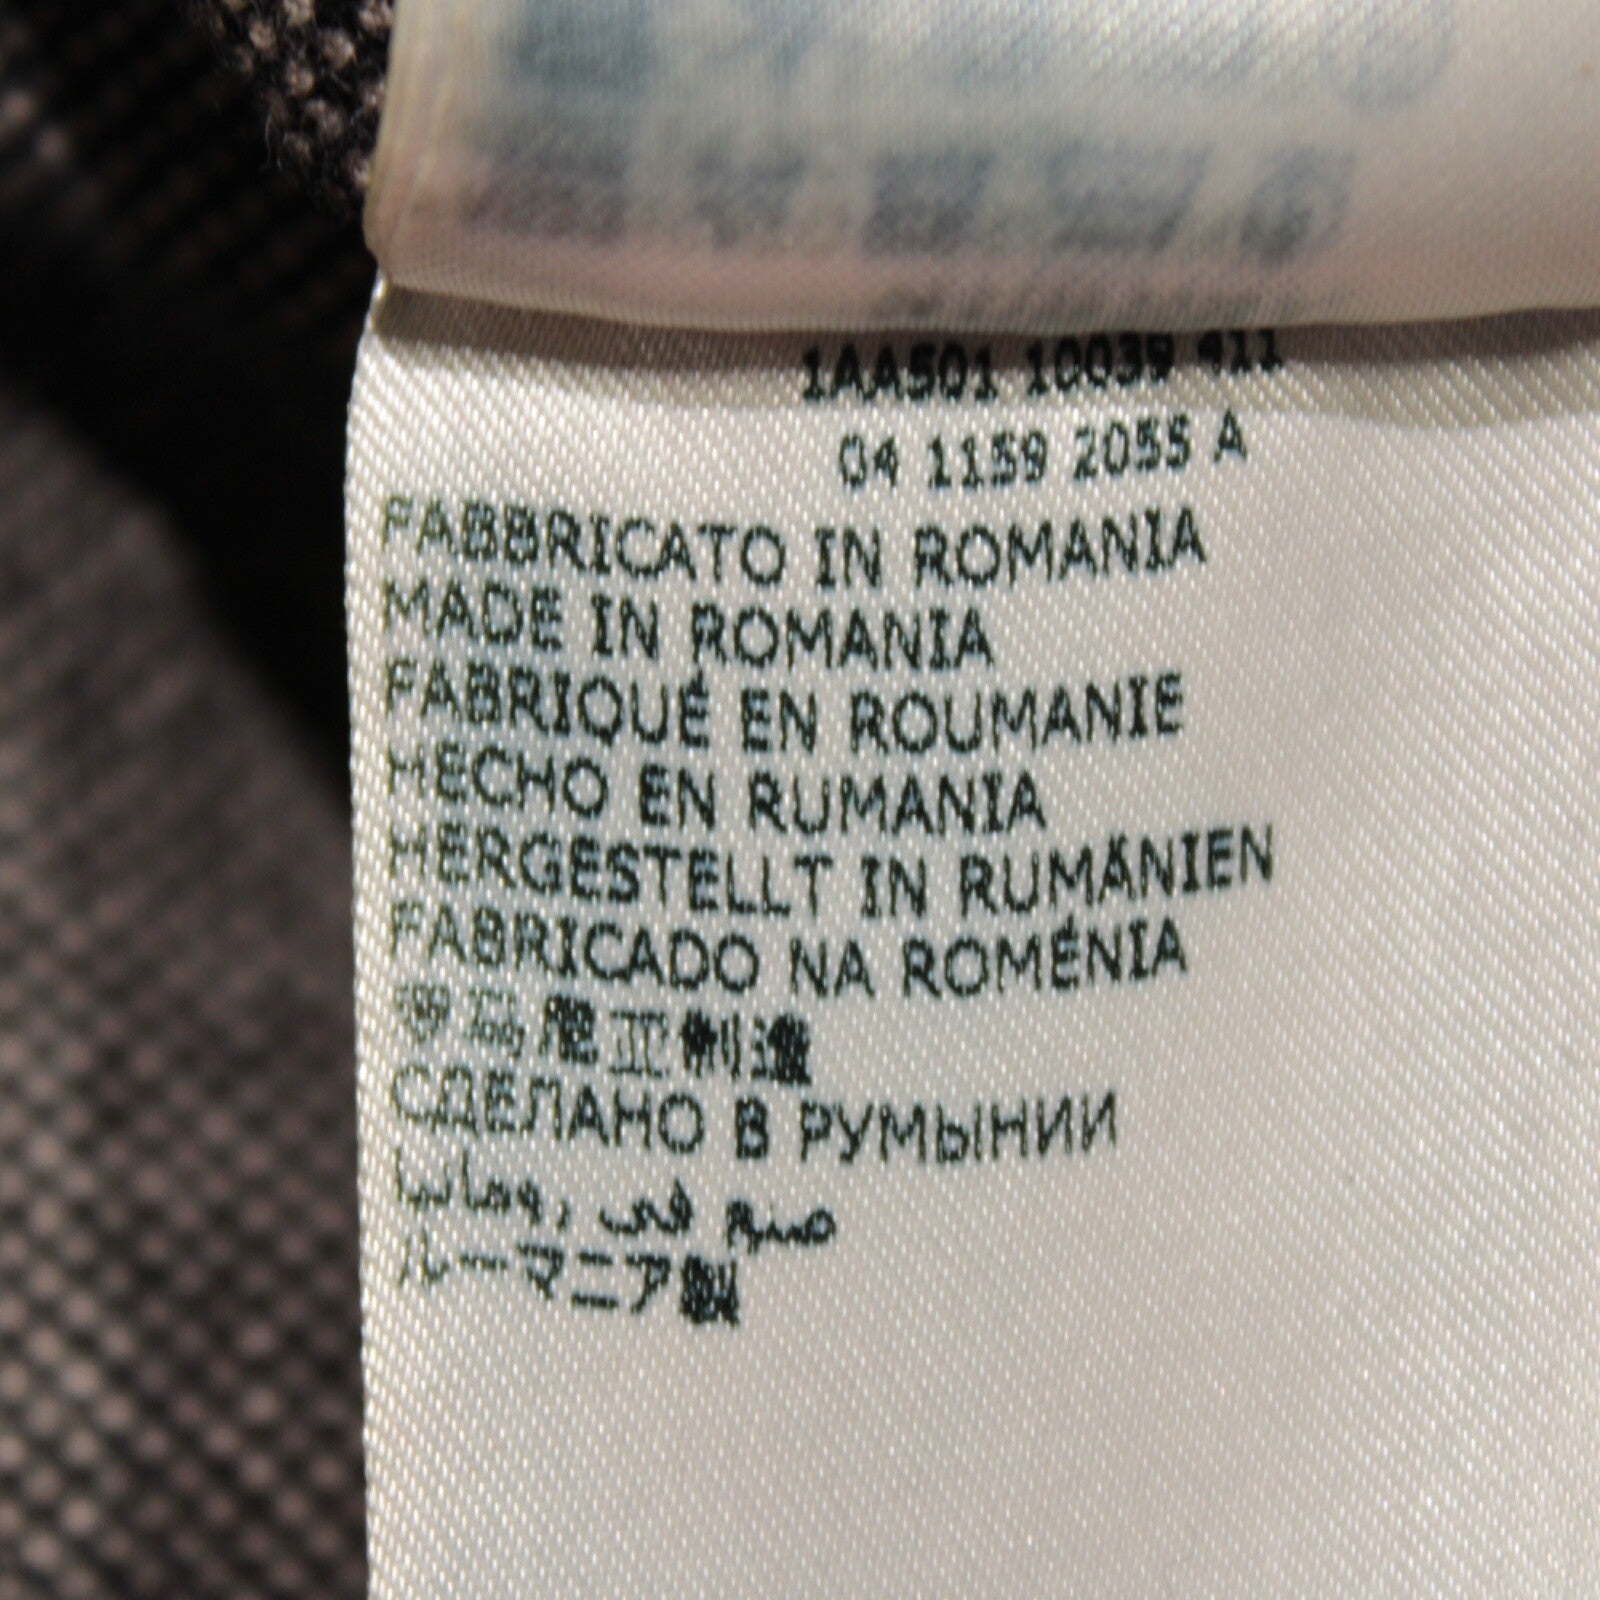 1AA501 10039 411
04 1159 2055 A
FABBRICATO IN ROMANIA
MADE IN ROMANIA
FABRIQUÉ EN ROUMANIE
HECHO EN RUMANIA
HERGESTELLT IN RUMÄNIEN
FABRICADO NA ROMÉNIA
罗马尼亚制造
СДЕЛАНО В РУМЫНИИ
صنع في رومانيا
ルーマニア製